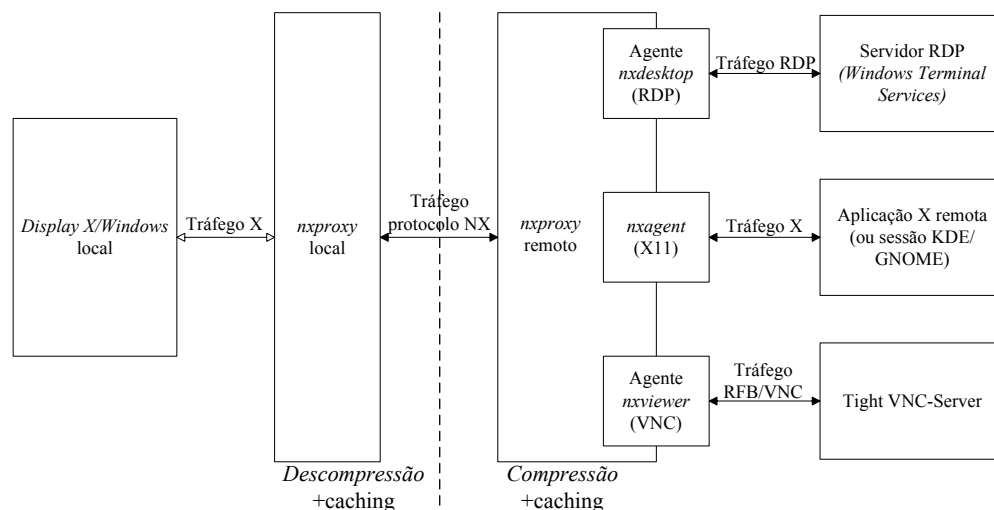 Display X/Windows
local
Tráfego X
nxproxy
local
Descompressão
+caching
Tráfego
protocolo NX
nxproxy
remoto
Compressão
+caching
Agente
nxdesktop
(RDP)
Tráfego RDP
Servidor RDP
(Windows Terminal
Services)
nxagent
(X11)
Tráfego X
Aplicação X remota
(ou sessão KDE/
GNOME)
Agente
nxviewer
(VNC)
Tráfego
RFB/VNC
Tight VNC-Server